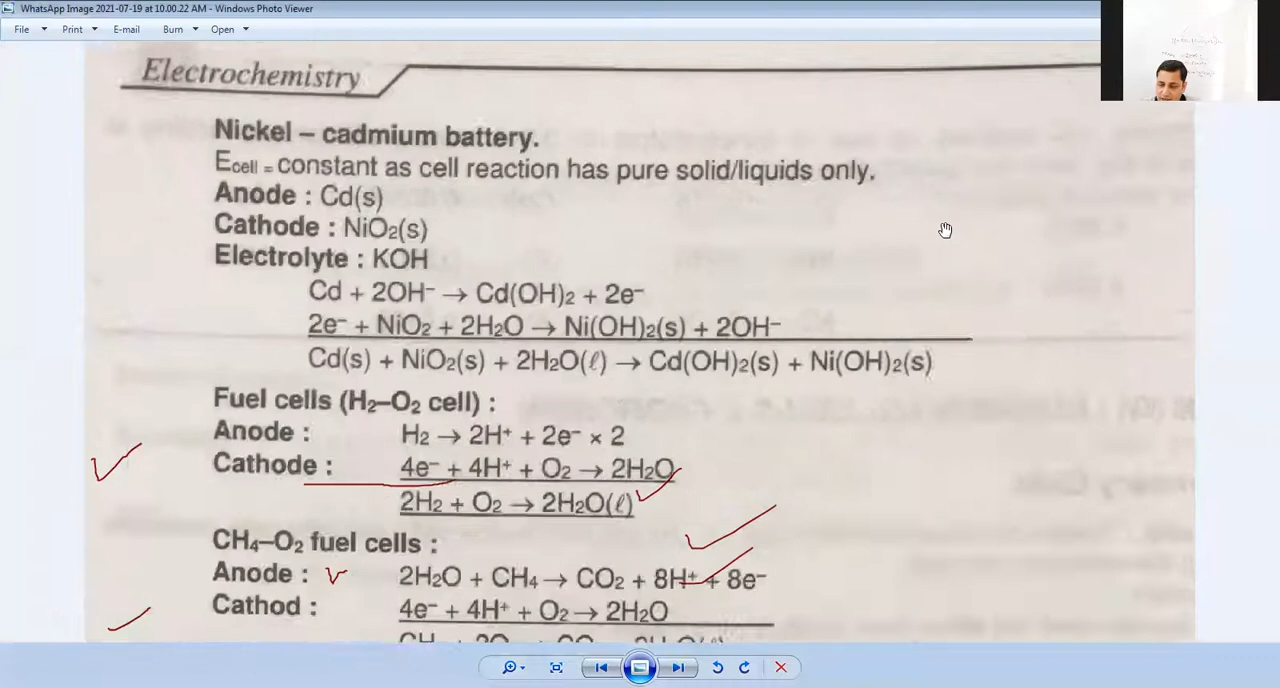 WhatsApp Image 2021-07-19 at 10.00.22 AM - Windows Photo Viewer
File Print E-mail Burn Open
Electrochemistry
Nickel – cadmium battery.
Ecell = constant as cell reaction has pure solid/liquids only.
Anode : Cd(s)
Cathode : NiO₂(s)
Electrolyte : KOH
Cd + 2OH⁻ → Cd(OH)₂ + 2e⁻
2e⁻ + NiO₂ + 2H₂O → Ni(OH)₂(s) + 2OH⁻
Cd(s) + NiO₂(s) + 2H₂O(ℓ) → Cd(OH)₂(s) + Ni(OH)₂(s)
Fuel cells (H₂–O₂ cell) :
Anode : H₂ → 2H⁺ + 2e⁻ × 2
Cathode : 4e⁻ + 4H⁺ + O₂ → 2H₂O
2H₂ + O₂ → 2H₂O(ℓ)
CH₄–O₂ fuel cells :
Anode : 2H₂O + CH₄ → CO₂ + 8H⁺ + 8e⁻
Cathod : 4e⁻ + 4H⁺ + O₂ → 2H₂O